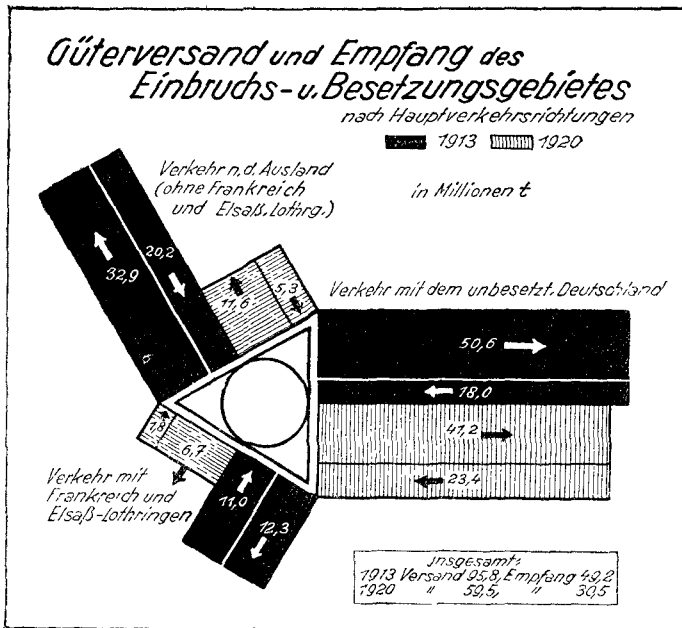 Güterversand und Empfang des
Einbruchs- u. Besetzungsgebietes
nach Hauptverkehrsrichtungen
1913 1920
in Millionen t
Verkehr n. d. Ausland
(ohne Frankreich
und Elsaß. Lothrg.)
32,9
20,2
11,6
5,3
Verkehr mit dem unbesetzt. Deutschland
50,6
18,0
41,2
23,4
1,8
6,7
11,0
12,3
Verkehr mit
Frankreich und
Elsaß-Lothringen
Jnsgesamt:
1913 Versand 95,8, Empfang 49,2
1920 " 59,5, " 30,5